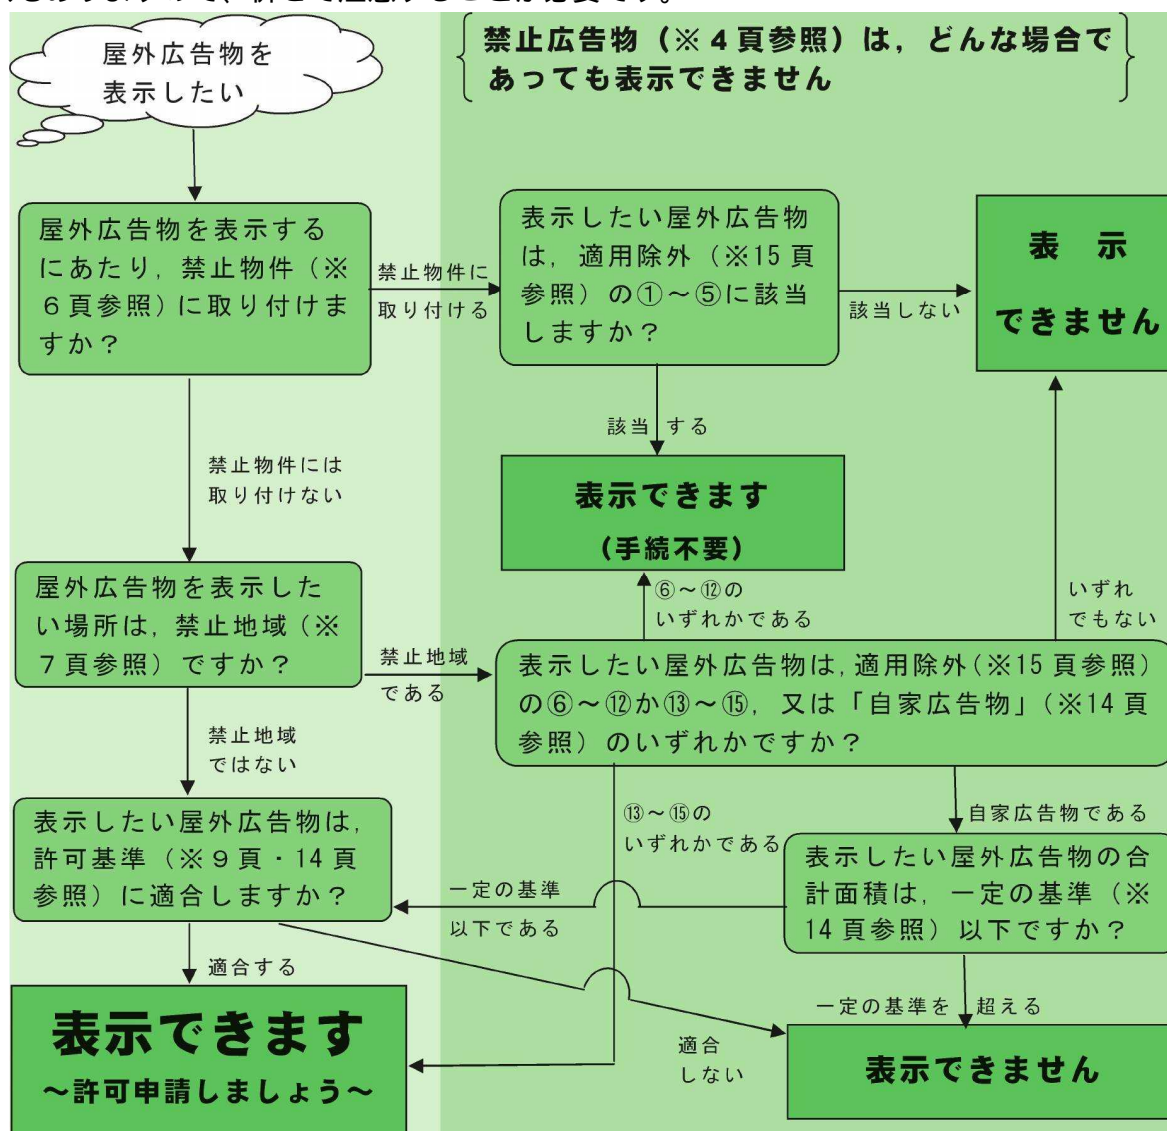 屋外広告物を
表示したい
禁止広告物（※４頁参照）は，どんな場合で
あっても表示できません
屋外広告物を表示する
にあたり，禁止物件（※
６頁参照）に取り付けま
すか？
禁止物件に
取り付ける
表示したい屋外広告物
は，適用除外（※15 頁
参照）の①～⑤に該当
しますか？
該当しない
表　示
できません
該当する
表示できます
（手続不要）
禁止物件には
取り付けない
⑥～⑫の
いずれかである
いずれ
でもない
屋外広告物を表示した
い場所は，禁止地域（※
７頁参照）ですか？
禁止地域
である
表示したい屋外広告物は，適用除外（※15 頁参照）
の⑥～⑫か⑬～⑮，又は「自家広告物」（※14 頁
参照）のいずれかですか？
禁止地域
ではない
⑬～⑮の
いずれかである
自家広告物である
表示したい屋外広告物は，
許可基準（※９頁・14 頁
参照）に適合しますか？
一定の基準
以下である
表示したい屋外広告物の合
計面積は，一定の基準（※
14 頁参照）以下ですか？
適合する
一定の基準を超える
適合
しない
表示できます
～許可申請しましょう～
表示できません